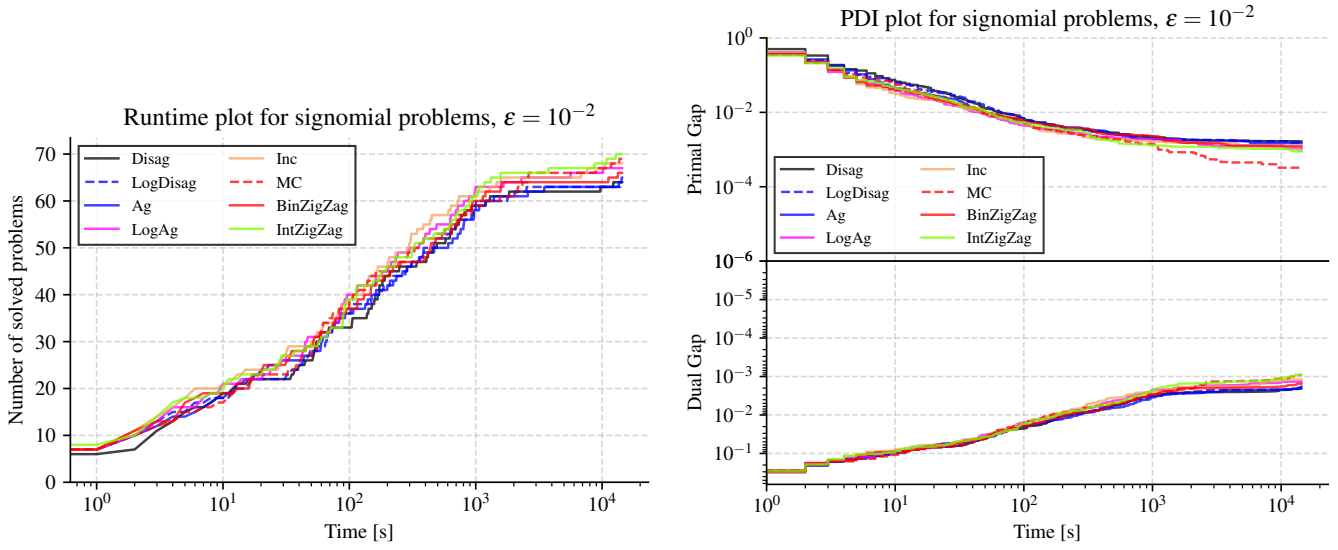 Runtime plot for signomial problems, ε = 10⁻²
Number of solved problems
70
60
50
40
30
20
10
0
Disag
LogDisag
Ag
LogAg
Inc
MC
BinZigZag
IntZigZag
10⁰ 10¹ 10² 10³ 10⁴
Time [s]
PDI plot for signomial problems, ε = 10⁻²
Primal Gap
10⁰
10⁻²
10⁻⁴
10⁻⁶
Disag
LogDisag
Ag
LogAg
Inc
MC
BinZigZag
IntZigZag
Dual Gap
10⁻⁵
10⁻⁴
10⁻³
10⁻²
10⁻¹
10⁰ 10¹ 10² 10³ 10⁴
Time [s]